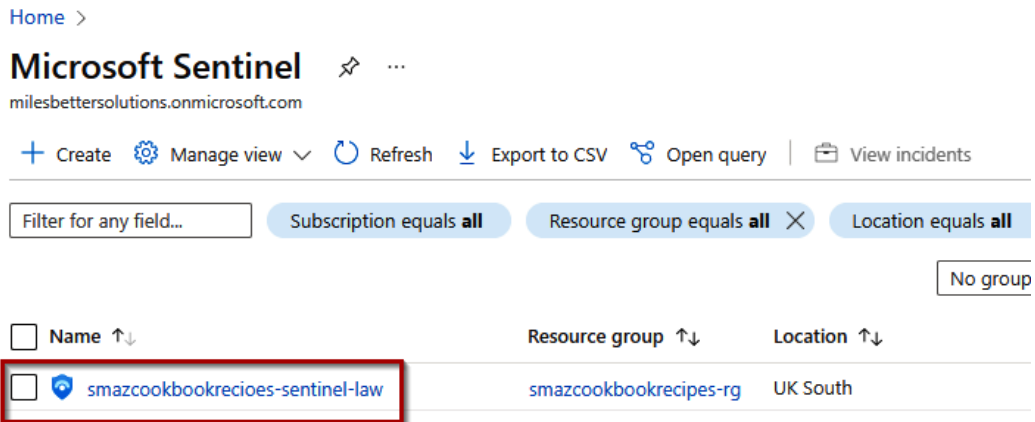 Home >
Microsoft Sentinel ...
milesbettersolutions.onmicrosoft.com
+ Create Manage view Refresh Export to CSV Open query View incidents
Filter for any field... Subscription equals all Resource group equals all × Location equals all
No group
Name ↑↓ Resource group ↑↓ Location ↑↓
smazcookbookrecioes-sentinel-law smazcookbookrecipes-rg UK South